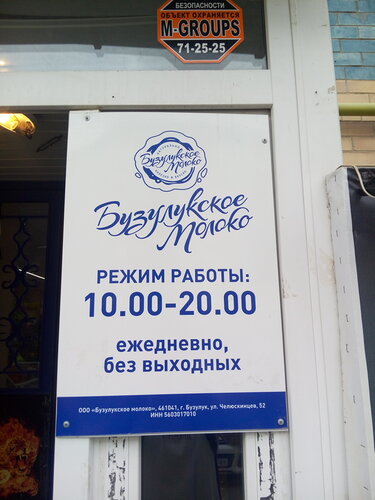 БЕЗОПАСНОСТИ
ОБЪЕКТ ОХРАНЯЕТСЯ
M-GROUPS
71-25-25
Бузулукское
Молоко
Бузулукское
Молоко
РЕЖИМ РАБОТЫ:
10.00-20.00
ежедневно,
без выходных
ООО «Бузулукское молоко», 461041, г. Бузулук, ул. Челюскинцев, 52
ИНН 5603017010